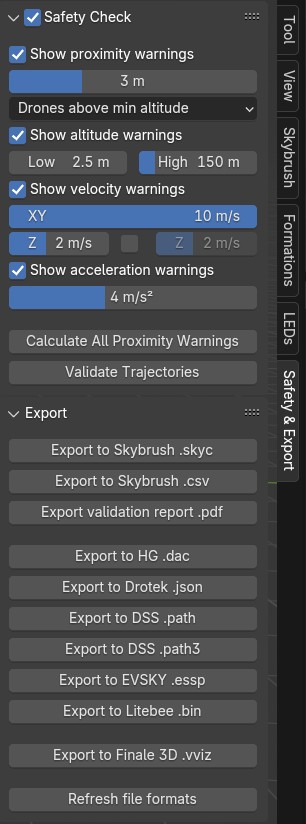 Safety Check
Show proximity warnings
3 m
Drones above min altitude
Show altitude warnings
Low 2.5 m High 150 m
Show velocity warnings
XY 10 m/s
Z 2 m/s Z 2 m/s
Show acceleration warnings
4 m/s²
Calculate All Proximity Warnings
Validate Trajectories
Export
Export to Skybrush .skyc
Export to Skybrush .csv
Export validation report .pdf
Export to HG .dac
Export to Drotek .json
Export to DSS .path
Export to DSS .path3
Export to EVSKY .essp
Export to Litebee .bin
Export to Finale 3D .vviz
Refresh file formats
Tool
View
Skybrush
Formations
LEDs
Safety & Export